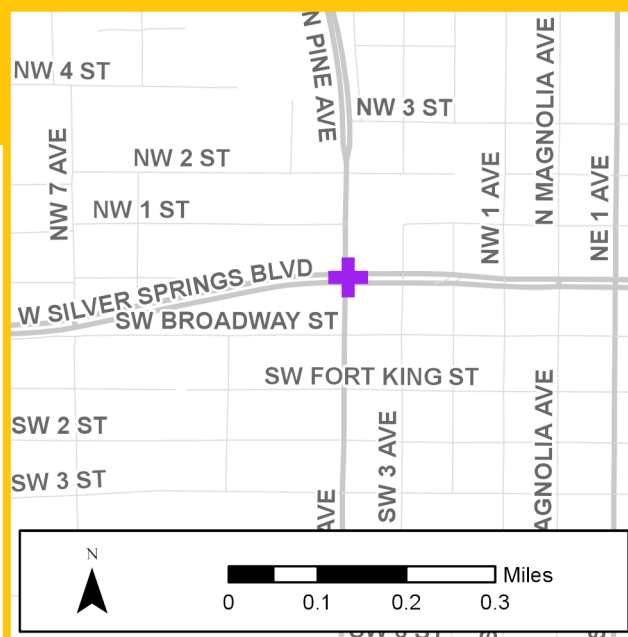 N PINE AVE
N MAGNOLIA AVE
NW 4 ST
NW 3 ST
NW 7 AVE
NW 2 ST
NW 1 AVE
NE 1 AVE
NW 1 ST
W SILVER SPRINGS BLVD
SW BROADWAY ST
SW FORT KING ST
AGNOLIA AVE
SW 2 ST
SW 3 AVE
SW 3 ST
AVE
N
Miles
0 0.1 0.2 0.3